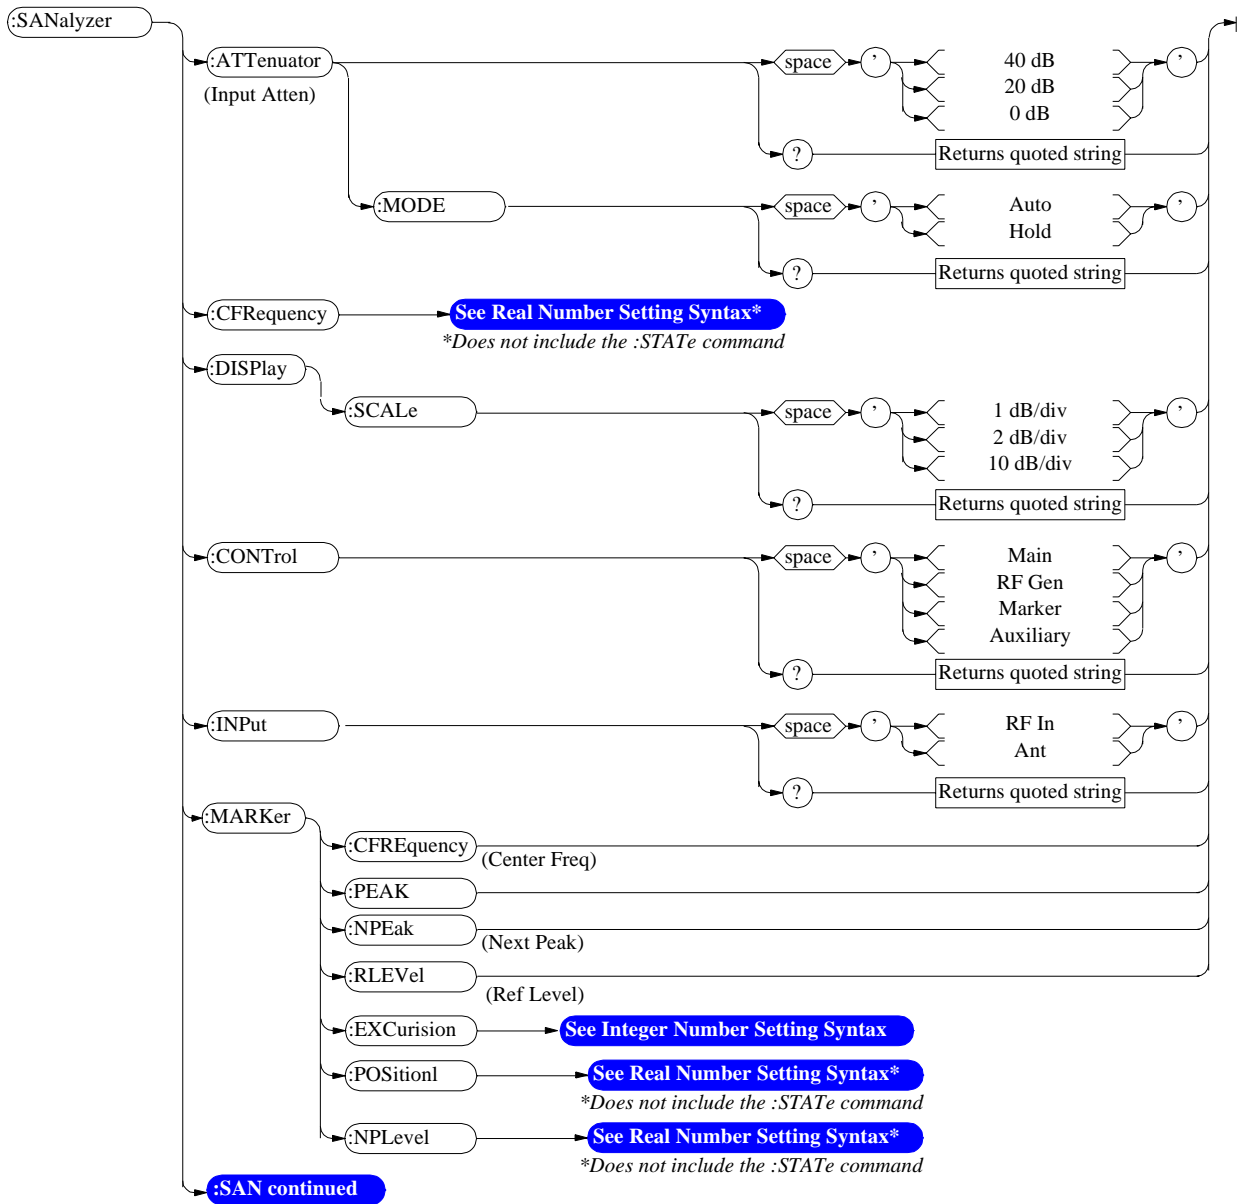 :SANalyzer
:ATTenuator
(Input Atten)
space
'
40 dB
20 dB
0 dB
'
?
Returns quoted string
:MODE
space
'
Auto
Hold
'
?
Returns quoted string
:CFRequency
See Real Number Setting Syntax*
*Does not include the :STATe command
:DISPlay
:SCALe
space
'
1 dB/div
2 dB/div
10 dB/div
'
?
Returns quoted string
:CONTrol
space
'
Main
RF Gen
Marker
Auxiliary
'
?
Returns quoted string
:INPut
space
'
RF In
Ant
'
?
Returns quoted string
:MARKer
:CFREquency
(Center Freq)
:PEAK
:NPEak
(Next Peak)
:RLEVel
(Ref Level)
:EXCurision
See Integer Number Setting Syntax
:POSitionl
See Real Number Setting Syntax*
*Does not include the :STATe command
:NPLevel
See Real Number Setting Syntax*
*Does not include the :STATe command
:SAN continued